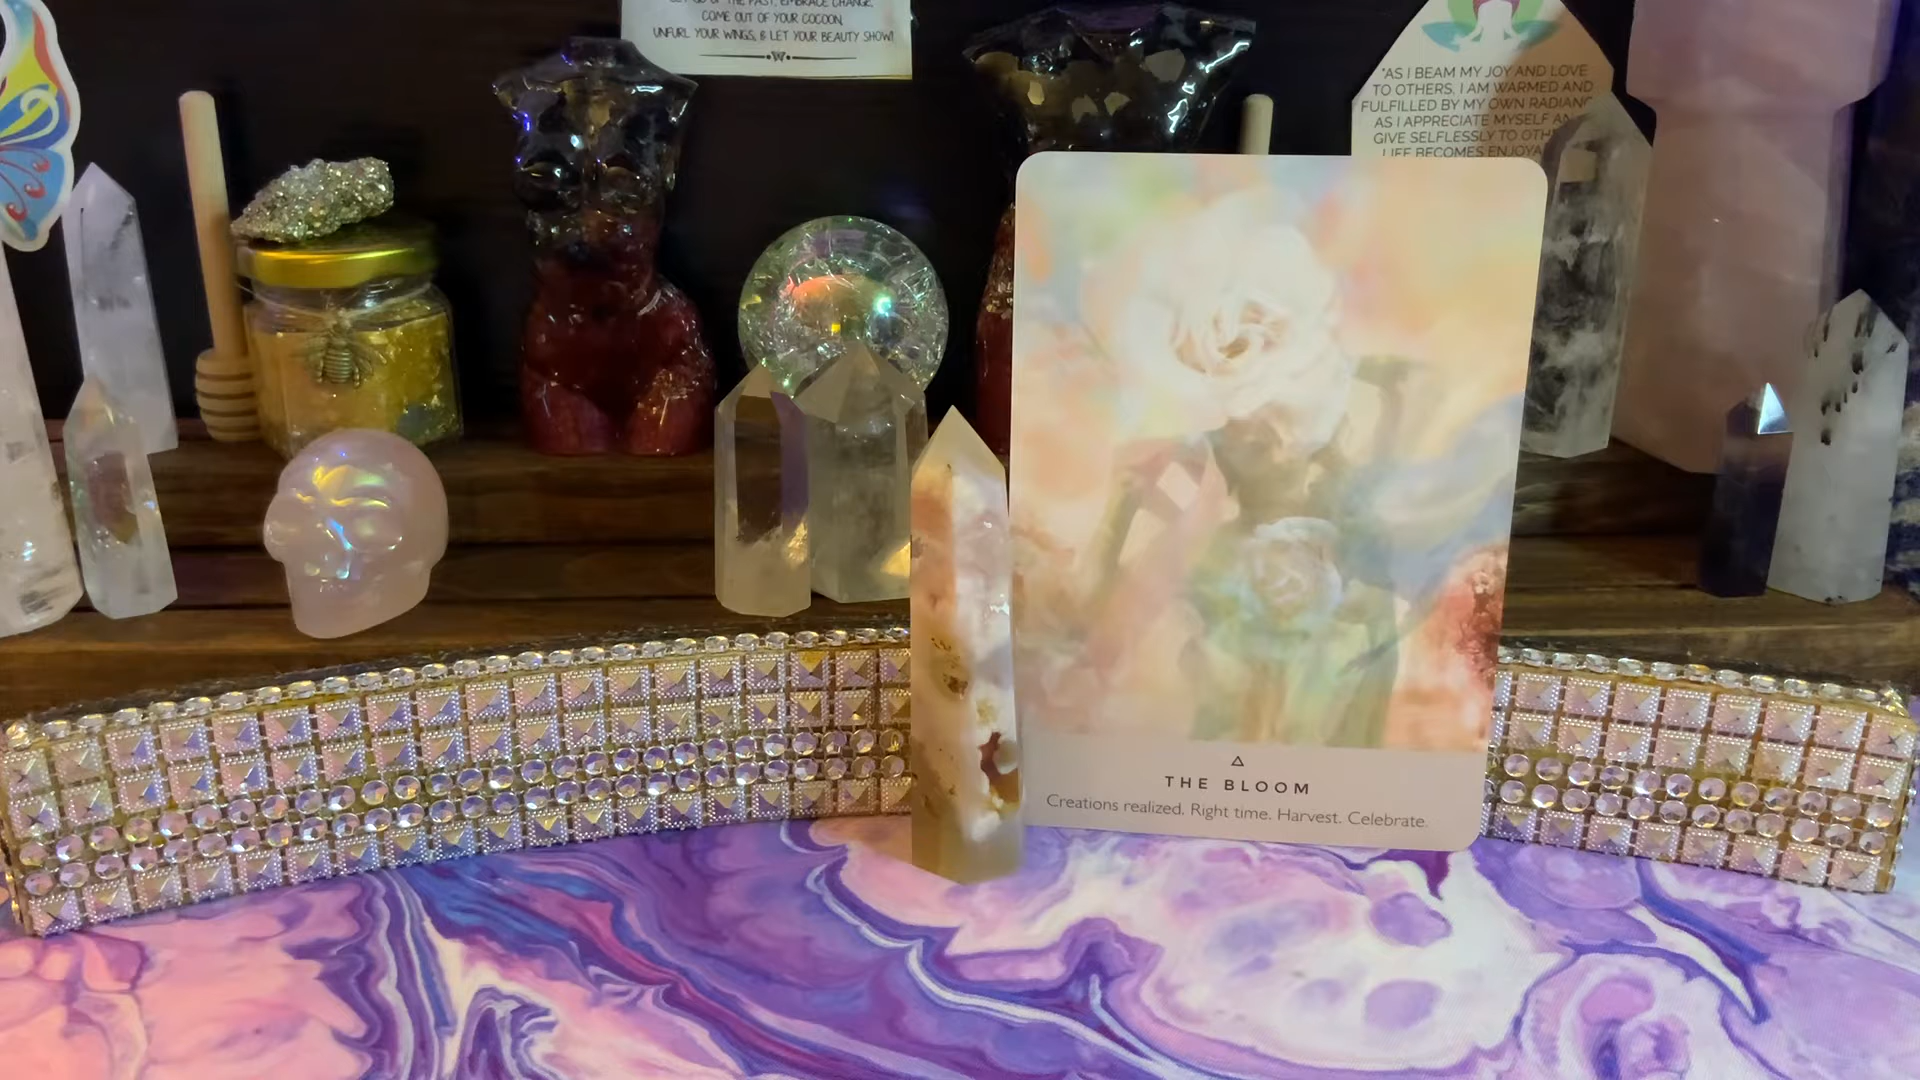 COME OUT OF YOUR COCOON,
UNFURL YOUR WINGS, & LET YOUR BEAUTY SHOW!
"AS I BEAM MY JOY AND LOVE
TO OTHERS, I AM WARMED AND
FULFILLED BY MY OWN
AS I APPRECIATE MYSELF
GIVE SELFLESSLY TO
LIFE BECOMES
THE BLOOM
Creations realized. Right time. Harvest. Celebrate.